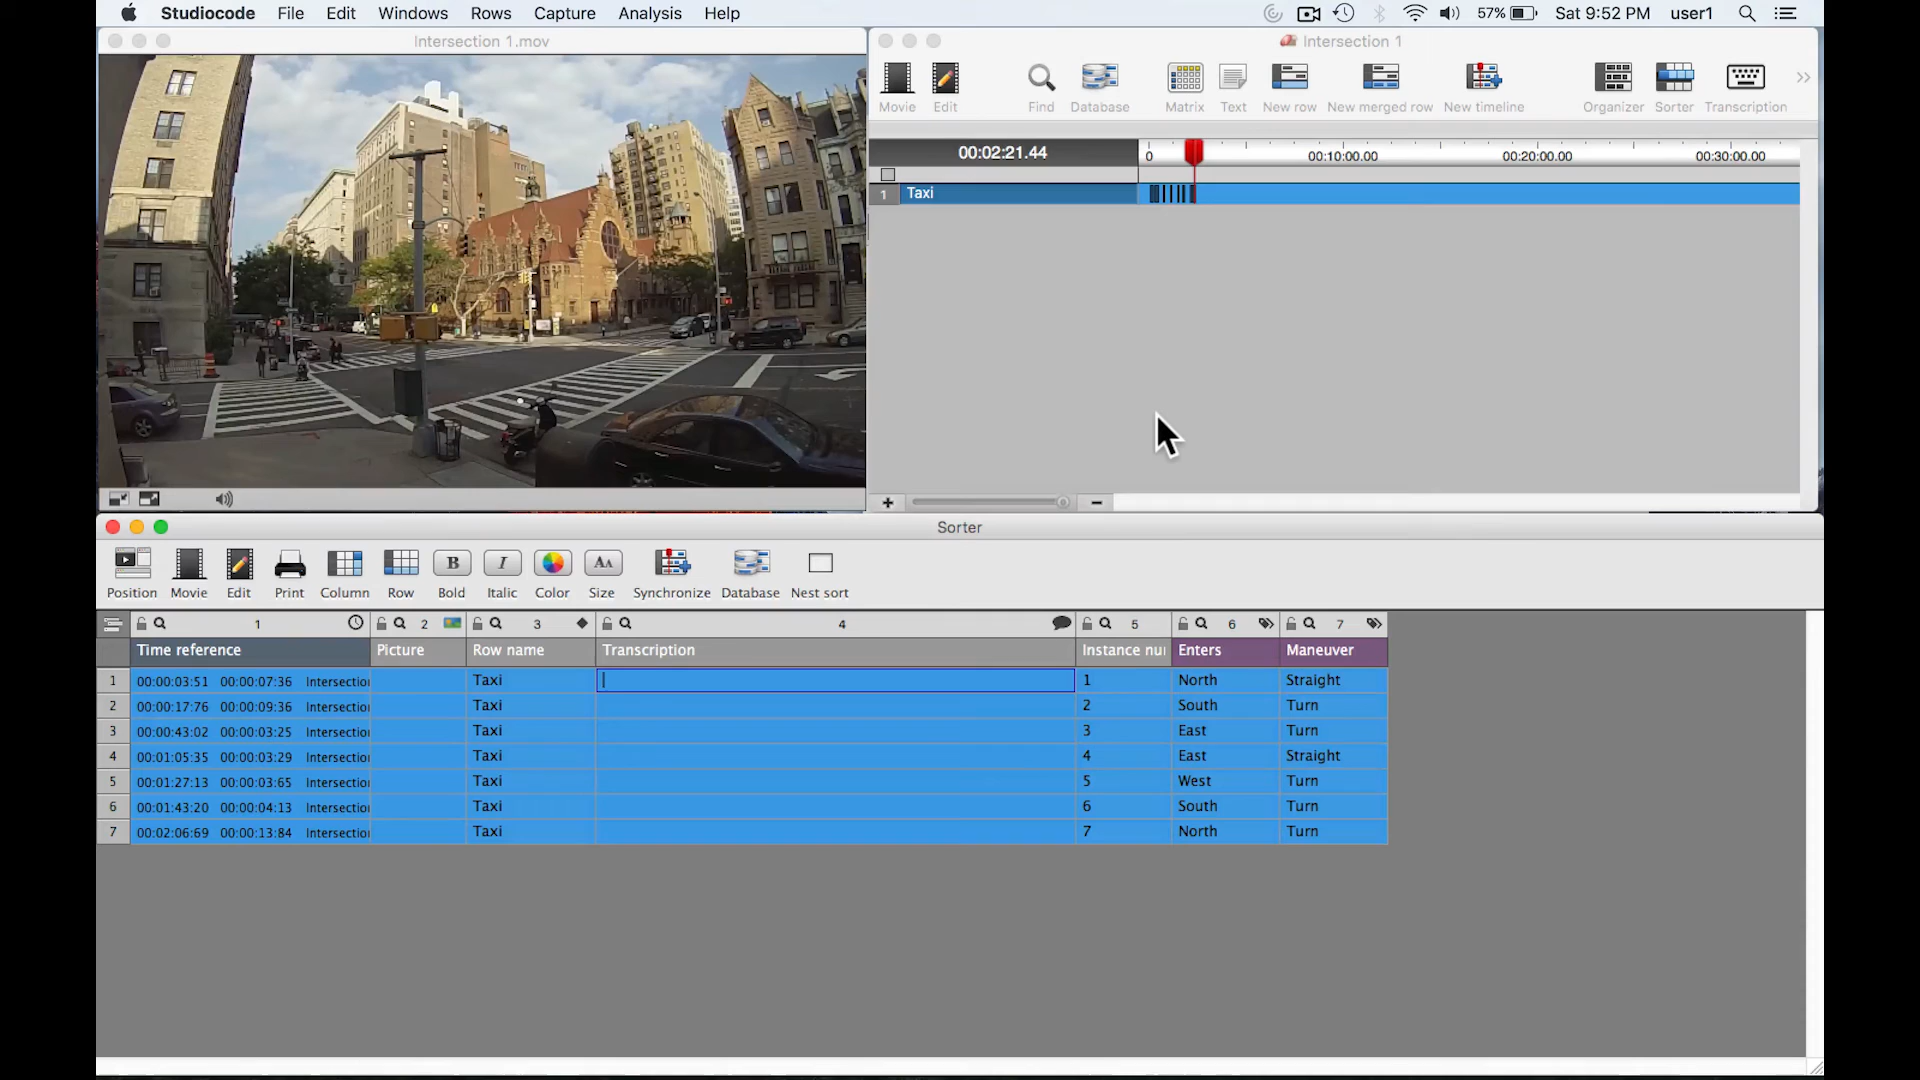 Studiocode File Edit Windows Rows Capture Analysis Help 57% Sat 9:52 PM user1
Intersection 1.mov
Intersection 1
Movie Edit Find Database Matrix Text New row New merged row New timeline Organizer Sorter Transcription
00:02:21.44 0 00:10:00.00 00:20:00.00 00:30:00.00
1 Taxi
Sorter
Position Movie Edit Print Column Row Bold Italic Color Size Synchronize Database Nest sort
1 2 3 4 5 6 7
Time reference Picture Row name Transcription Instance nu Enters Maneuver
1 00:00:03:51 00:00:07:36 Intersectio Taxi 1 North Straight
2 00:00:17:76 00:00:09:36 Intersectio Taxi 2 South Turn
3 00:00:43:02 00:00:03:25 Intersectio Taxi 3 East Turn
4 00:01:05:35 00:00:03:29 Intersectio Taxi 4 East Straight
5 00:01:27:13 00:00:03:65 Intersectio Taxi 5 West Turn
6 00:01:43:20 00:00:04:13 Intersectio Taxi 6 South Turn
7 00:02:06:69 00:00:13:84 Intersectio Taxi 7 North Turn